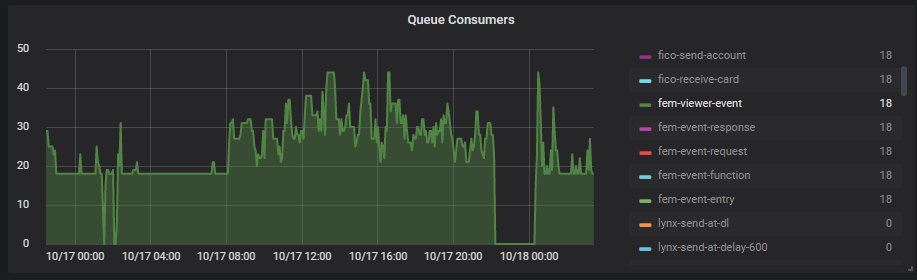 Queue Consumers
50
40
30
20
10
0
10/17 00:00 10/17 04:00 10/17 08:00 10/17 12:00 10/17 16:00 10/17 20:00 10/18 00:00
fico-send-account 18
fico-receive-card 18
fem-viewer-event 18
fem-event-response 18
fem-event-request 18
fem-event-function 18
fem-event-entry 18
lynx-send-at-dl 0
lynx-send-at-delay-600 0